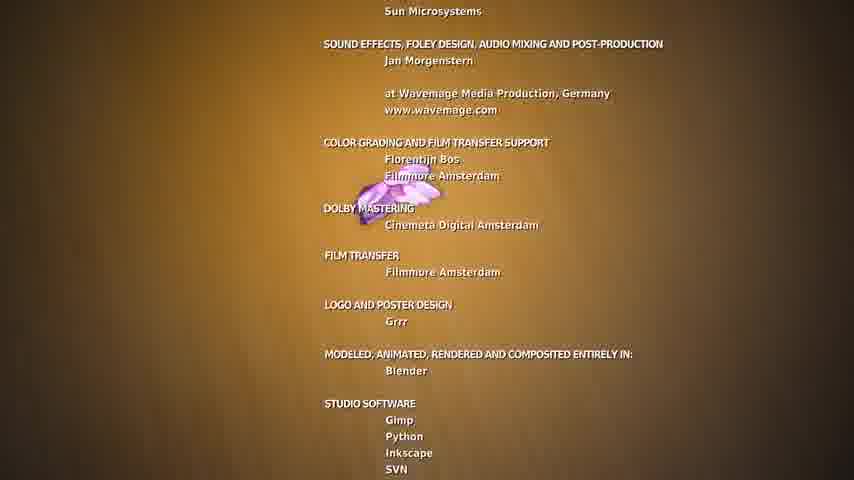 Sun Microsystems
SOUND EFFECTS, FOLEY DESIGN, AUDIO MIXING AND POST-PRODUCTION
Jan Morgenstern
at Wavemage Media Production, Germany
www.wavemage.com
COLOR GRADING AND FILM TRANSFER SUPPORT
Florentijn Bos
Filmmore Amsterdam
DOLBY MASTERING
Cinemeta Digital Amsterdam
FILM TRANSFER
Filmmore Amsterdam
LOGO AND POSTER DESIGN
Grrr
MODELED, ANIMATED, RENDERED AND COMPOSITED ENTIRELY IN:
Blender
STUDIO SOFTWARE
Gimp
Python
Inkscape
SVN